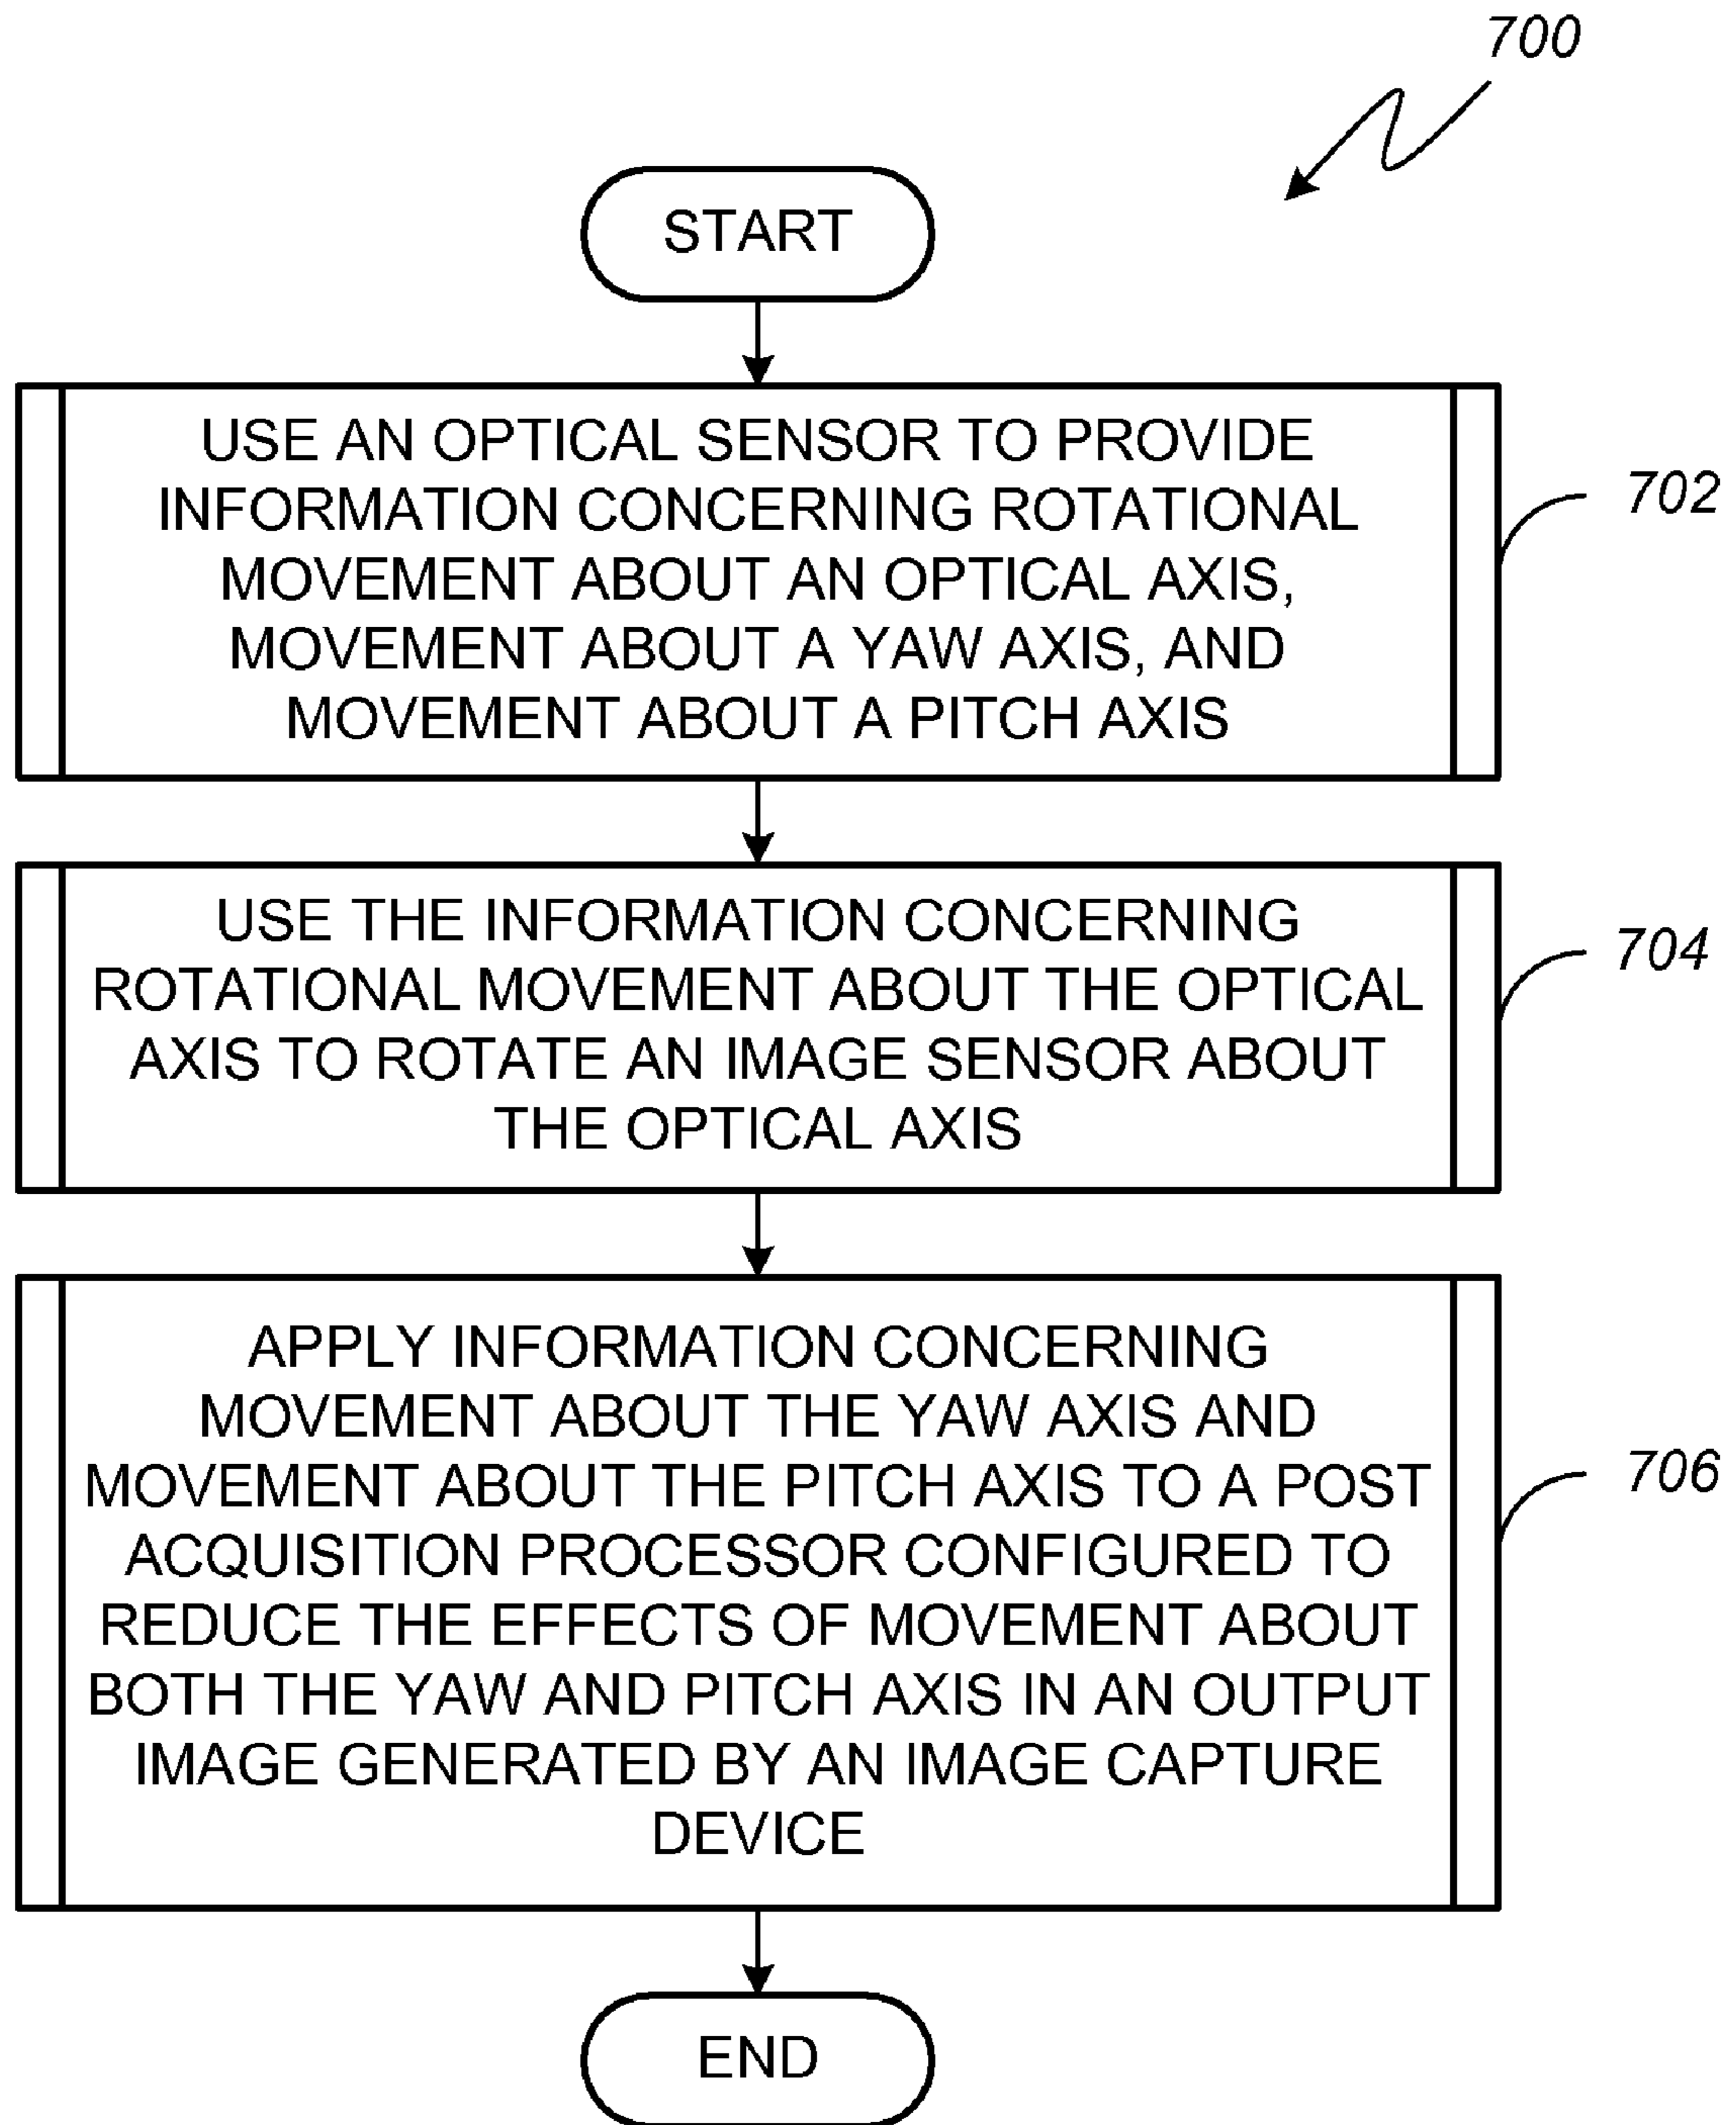 700
START
USE AN OPTICAL SENSOR TO PROVIDE
INFORMATION CONCERNING ROTATIONAL
MOVEMENT ABOUT AN OPTICAL AXIS,
MOVEMENT ABOUT A YAW AXIS, AND
MOVEMENT ABOUT A PITCH AXIS
702
USE THE INFORMATION CONCERNING
ROTATIONAL MOVEMENT ABOUT THE OPTICAL
AXIS TO ROTATE AN IMAGE SENSOR ABOUT
THE OPTICAL AXIS
704
APPLY INFORMATION CONCERNING
MOVEMENT ABOUT THE YAW AXIS AND
MOVEMENT ABOUT THE PITCH AXIS TO A POST
ACQUISITION PROCESSOR CONFIGURED TO
REDUCE THE EFFECTS OF MOVEMENT ABOUT
BOTH THE YAW AND PITCH AXIS IN AN OUTPUT
IMAGE GENERATED BY AN IMAGE CAPTURE
DEVICE
706
END